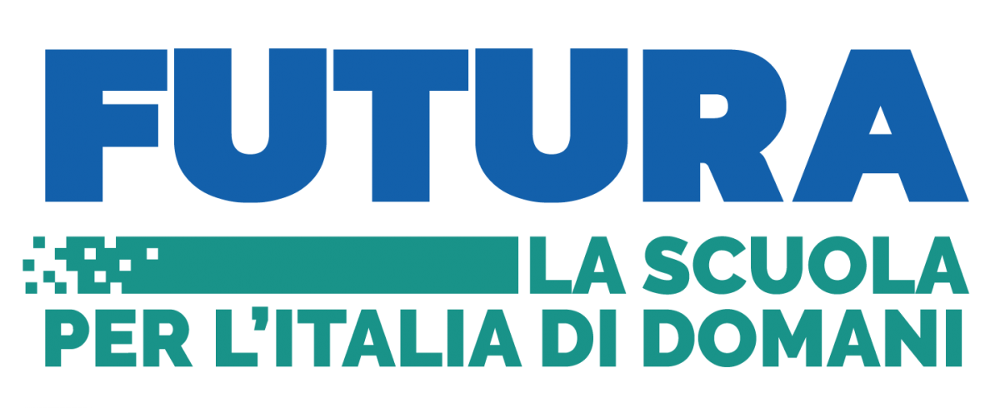 FUTURA
LA SCUOLA
PER L’ITALIA DI DOMANI